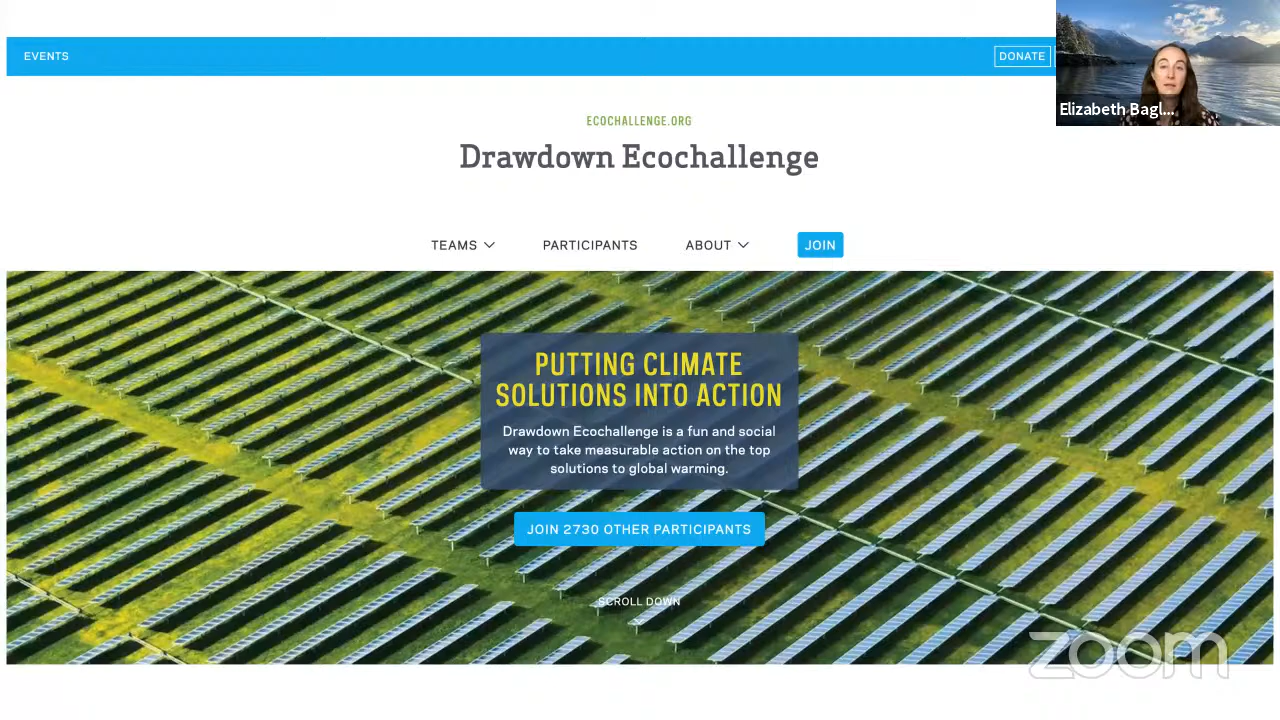 EVENTS
DONATE
Elizabeth Bagl...
ECOCHALLENGE.ORG
Drawdown Ecochallenge
TEAMS
PARTICIPANTS
ABOUT
JOIN
PUTTING CLIMATE
SOLUTIONS INTO ACTION
Drawdown Ecochallenge is a fun and social
way to take measurable action on the top
solutions to global warming.
JOIN 2730 OTHER PARTICIPANTS
SCROLL DOWN
zoom